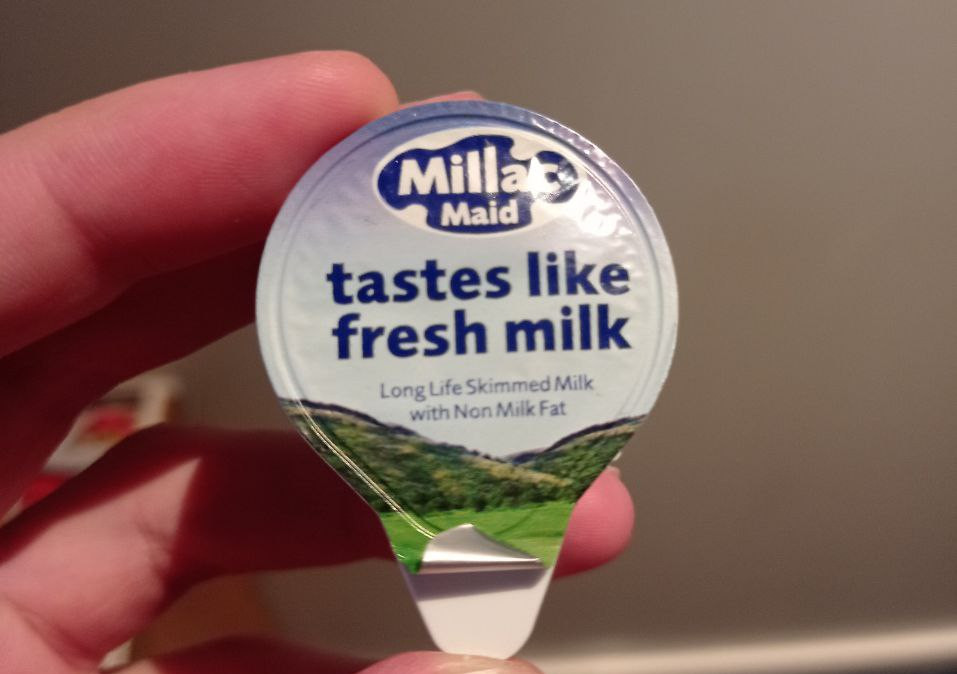 Millac
Maid
tastes like
fresh milk
Long Life Skimmed Milk
with Non Milk Fat